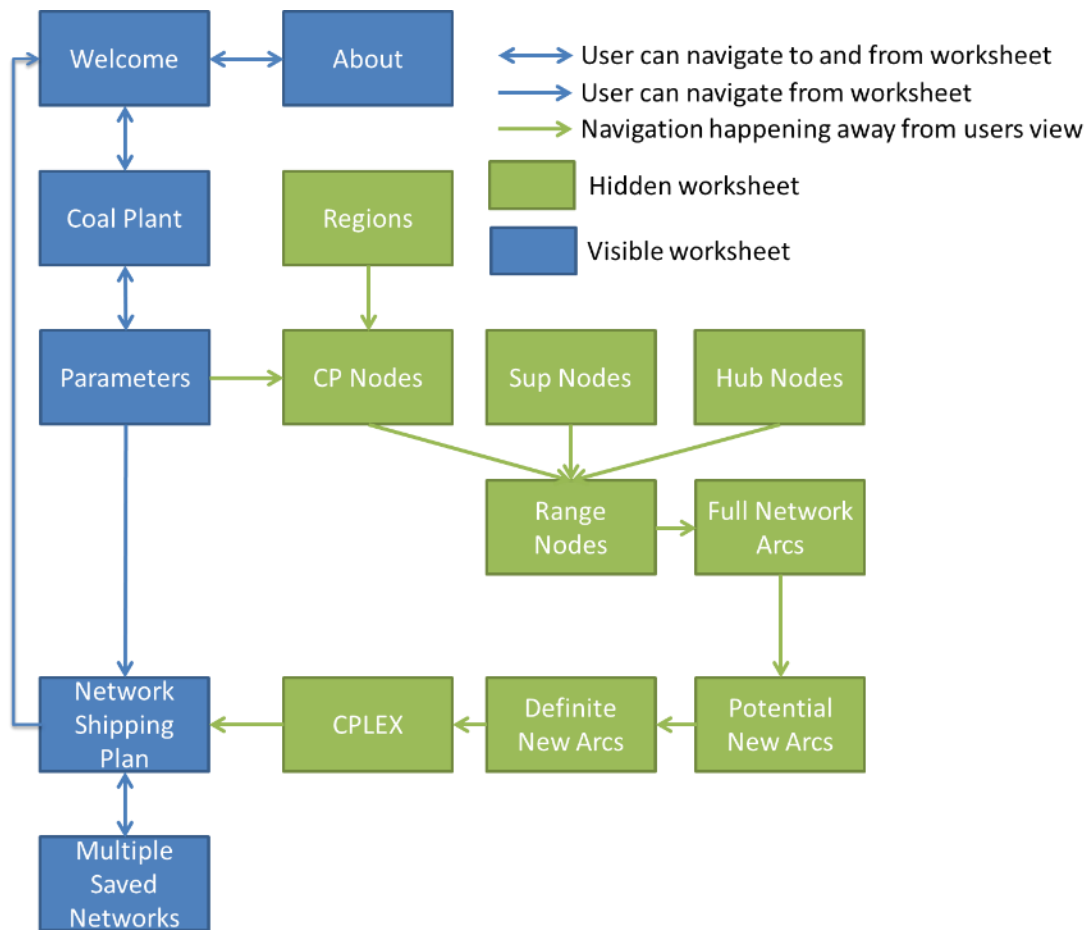 Welcome
About
User can navigate to and from worksheet
User can navigate from worksheet
Navigation happening away from users view
Coal Plant
Regions
Hidden worksheet
Visible worksheet
Parameters
CP Nodes
Sup Nodes
Hub Nodes
Range
Nodes
Full Network
Arcs
Network
Shipping
Plan
CPLEX
Definite
New Arcs
Potential
New Arcs
Multiple
Saved
Networks